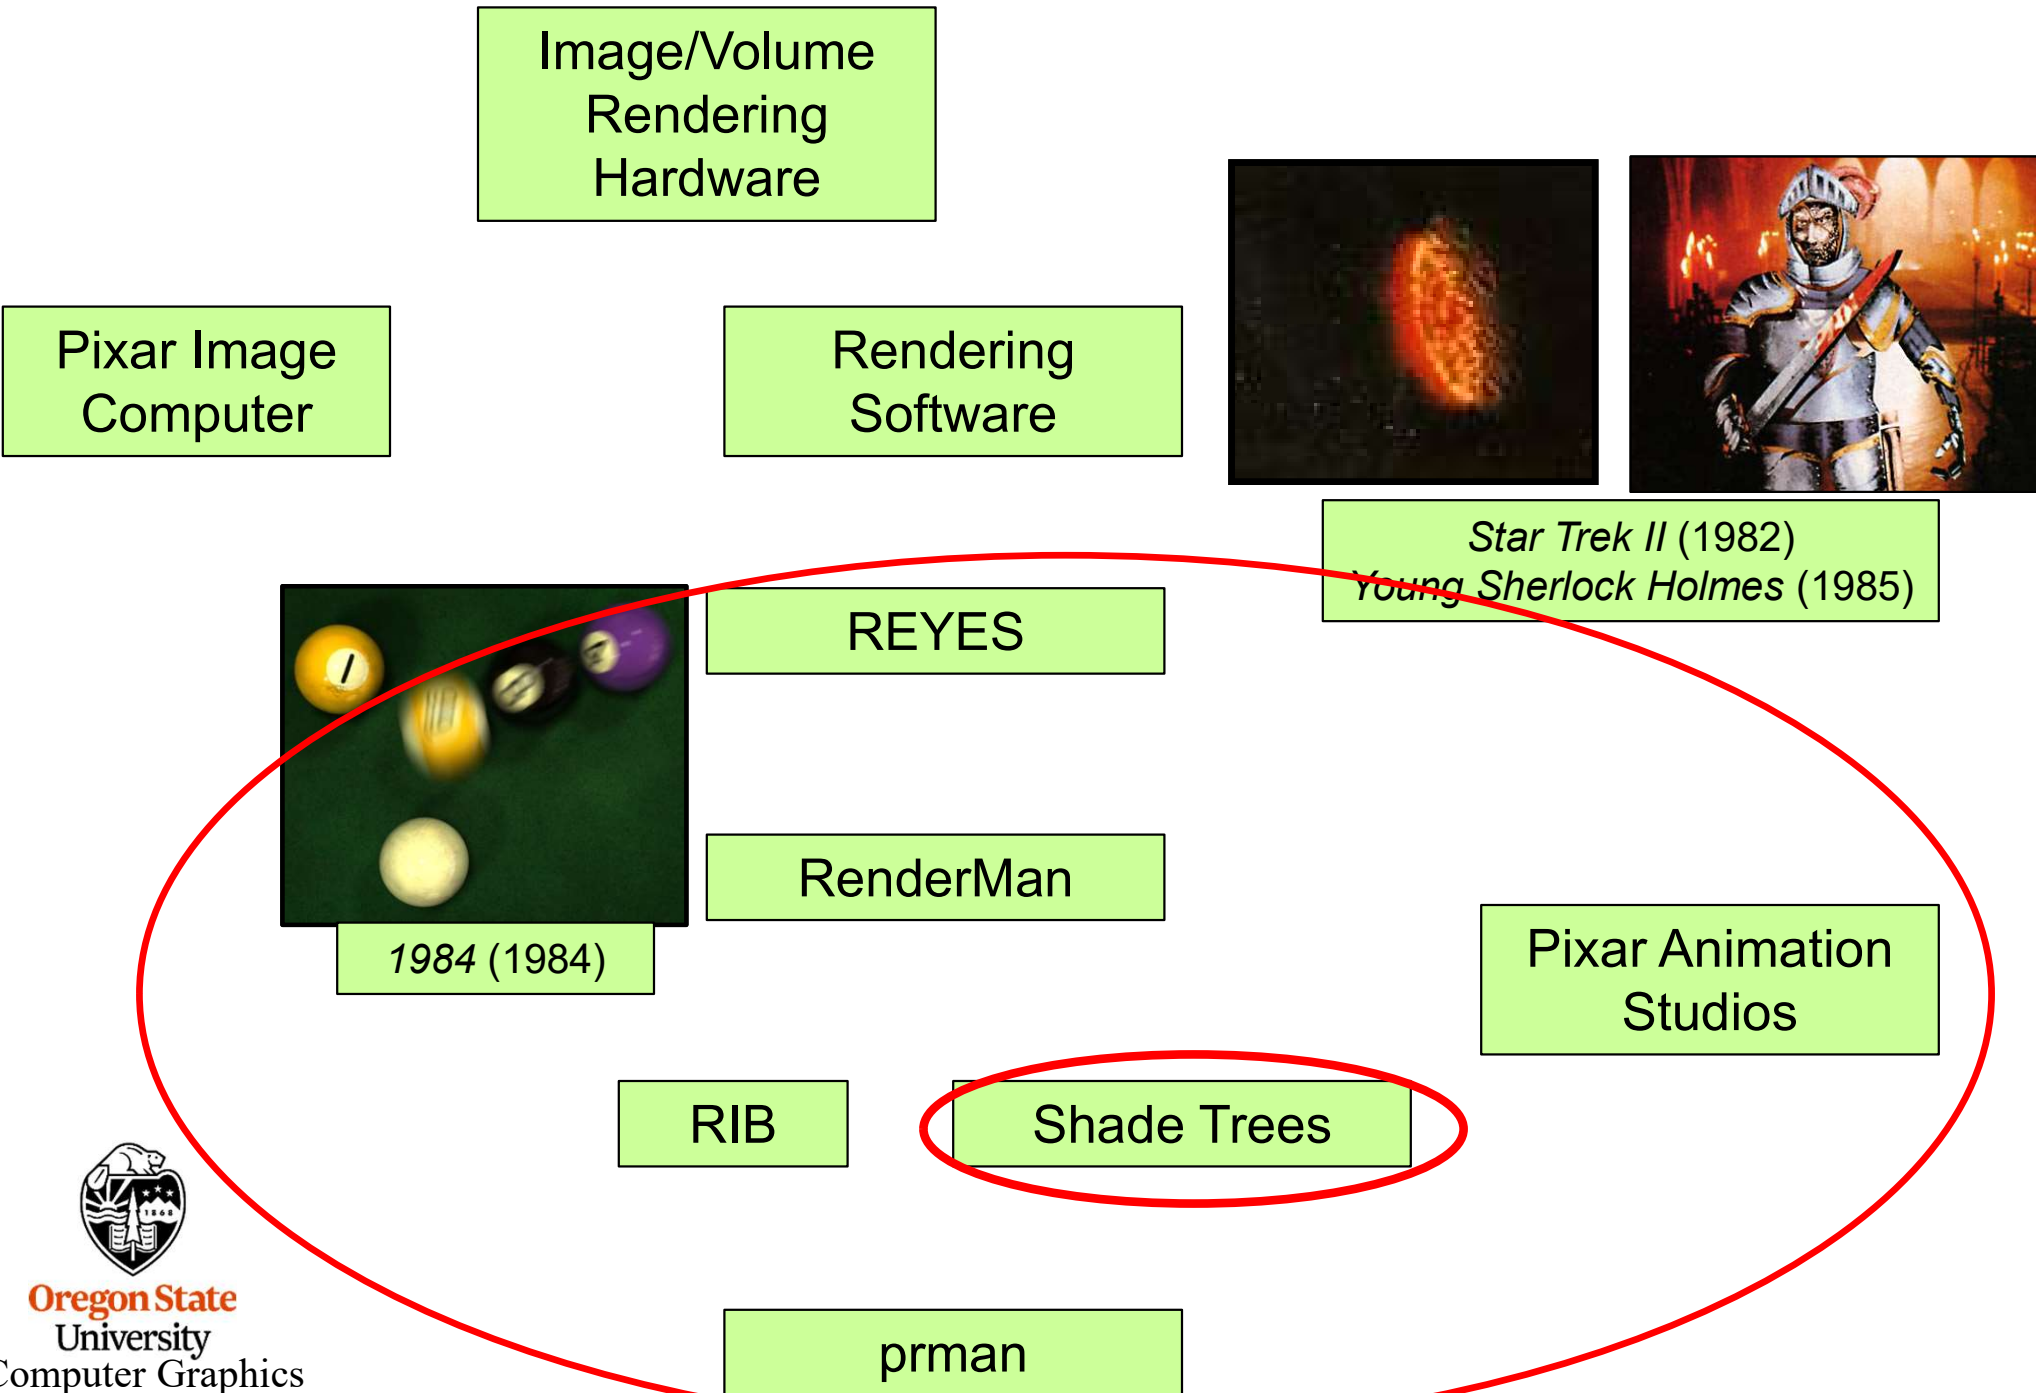 Image/Volume
Rendering
Hardware
Pixar Image
Computer
Rendering
Software
Star Trek II (1982)
Young Sherlock Holmes (1985)
REYES
RenderMan
1984 (1984)
Pixar Animation
Studios
RIB
Shade Trees
1868
Oregon State
University
Computer Graphics
prman